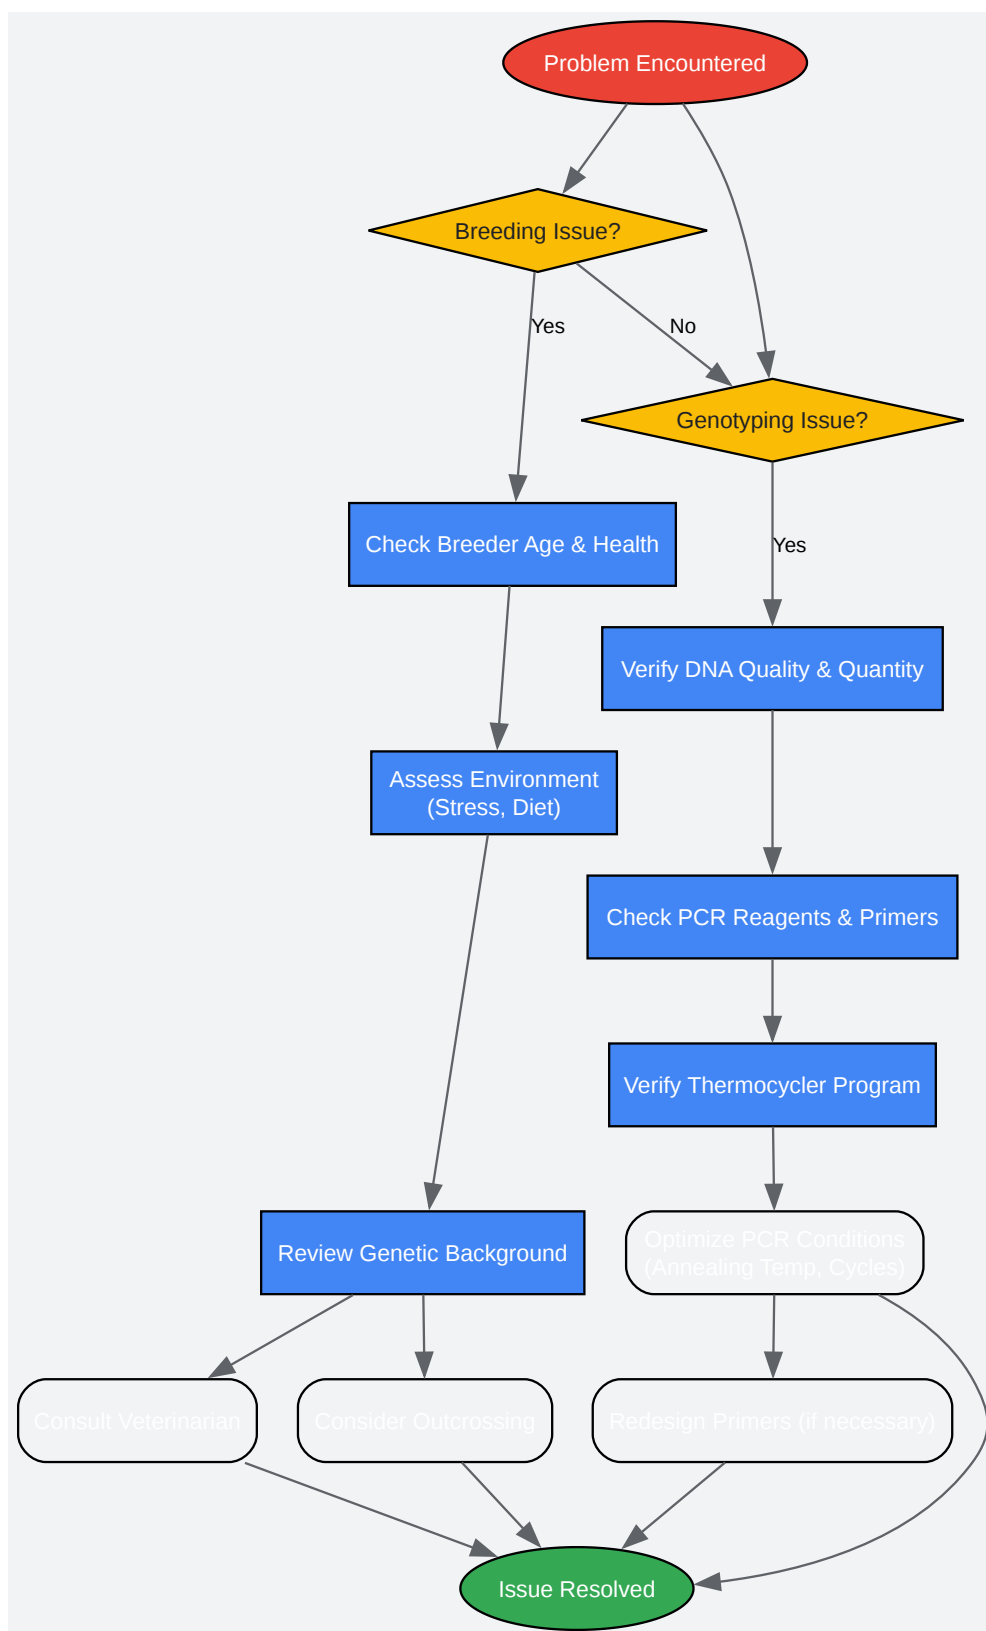 Problem Encountered
Breeding Issue?
Yes
No
Genotyping Issue?
Check Breeder Age & Health
Yes
Verify DNA Quality & Quantity
Assess Environment
(Stress, Diet)
Check PCR Reagents & Primers
Verify Thermocycler Program
Review Genetic Background
Optimize PCR Conditions
(Annealing Temp, Cycles)
Consult Veterinarian
Consider Outcrossing
Redesign Primers (if necessary)
Issue Resolved